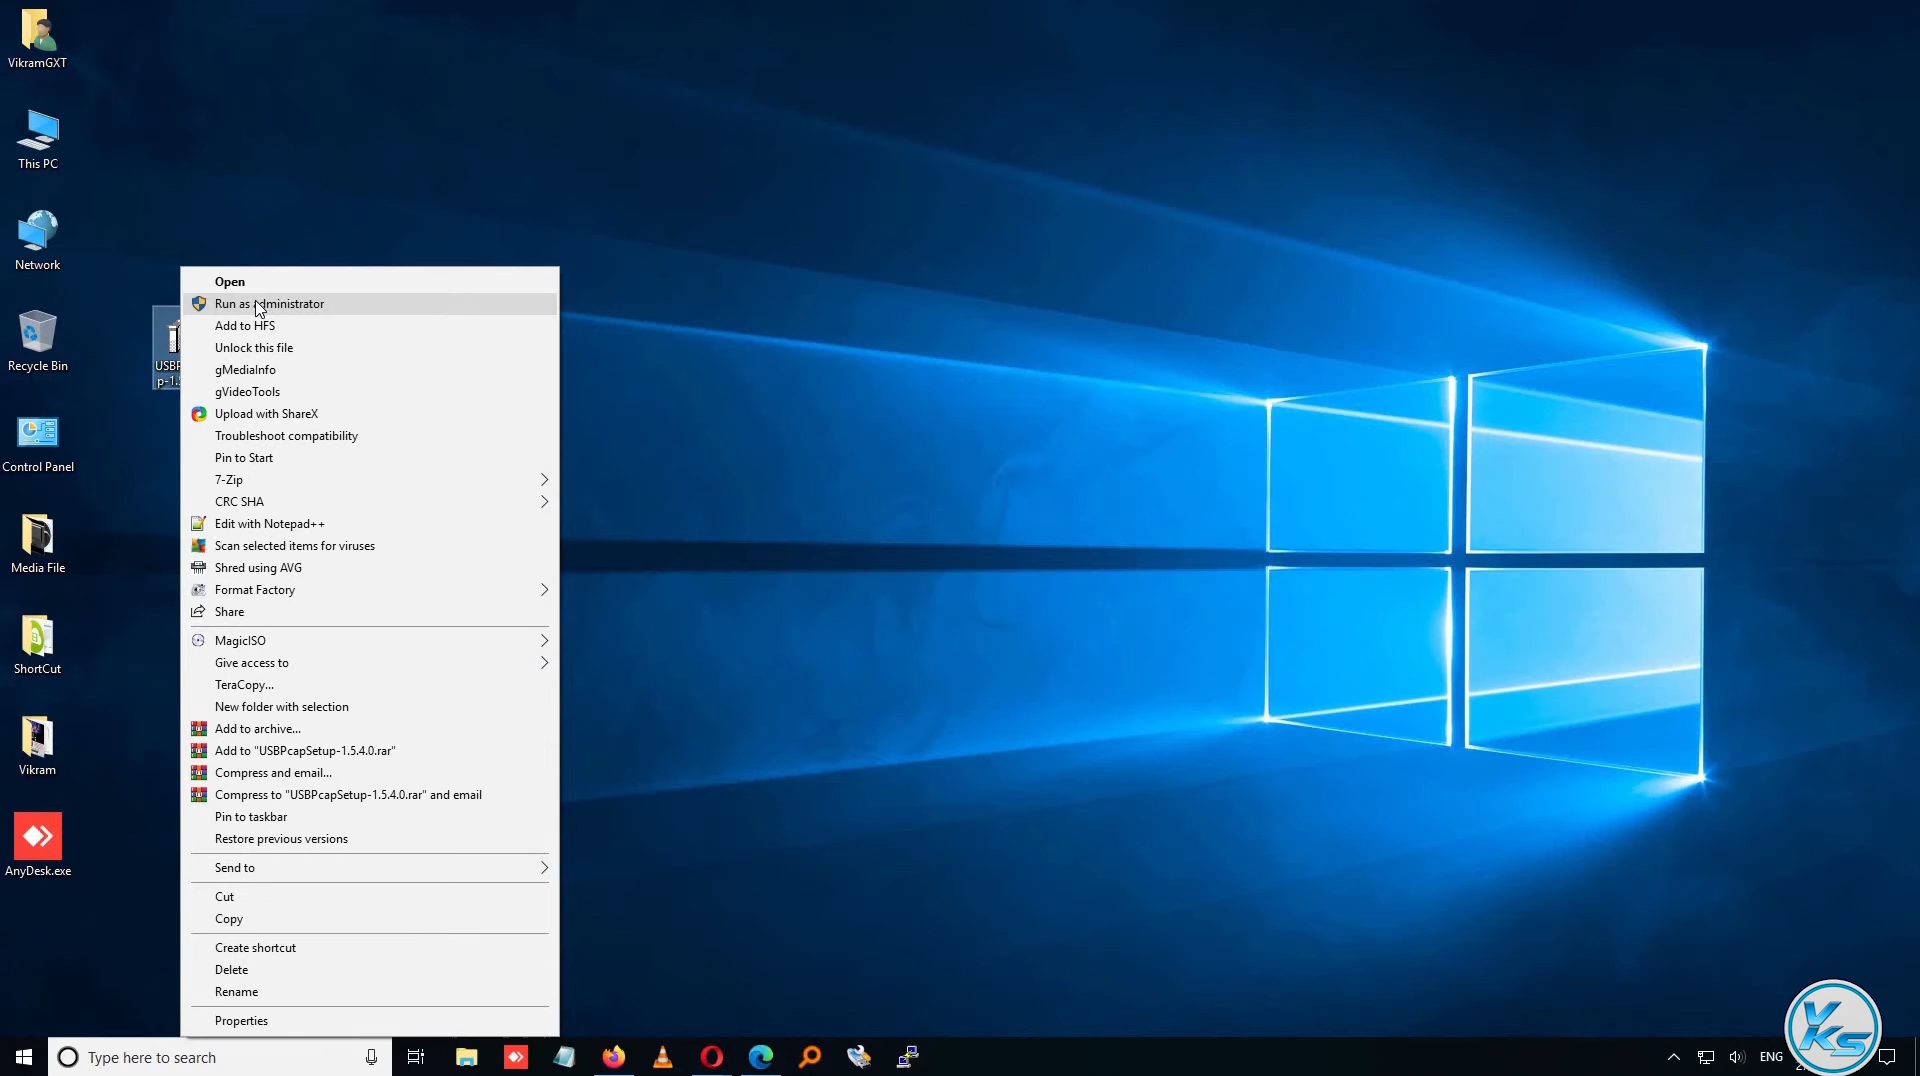 VikramGXT
This PC
Network
Recycle Bin
Control Panel
Media File
ShortCut
Vikram
AnyDesk.exe
USBP
p-1.5
Open
Run as administrator
Add to HFS
Unlock this file
gMediaInfo
gVideoTools
Upload with ShareX
Troubleshoot compatibility
Pin to Start
7-Zip
CRC SHA
Edit with Notepad++
Scan selected items for viruses
Shred using AVG
Format Factory
Share
MagicISO
Give access to
TeraCopy...
New folder with selection
Add to archive...
Add to "USBPcapSetup-1.5.4.0.rar"
Compress and email...
Compress to "USBPcapSetup-1.5.4.0.rar" and email
Pin to taskbar
Restore previous versions
Send to
Cut
Copy
Create shortcut
Delete
Rename
Properties
Type here to search
ENG
VKS